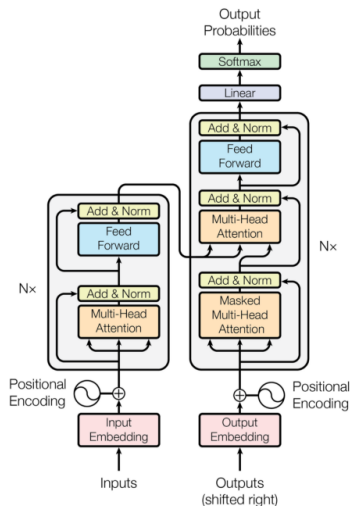 Output
Probabilities
Softmax
Linear
Add & Norm
Feed
Forward
Add & Norm
Multi-Head
Attention
Add & Norm
Masked
Multi-Head
Attention
Nx
Add & Norm
Feed
Forward
Add & Norm
Multi-Head
Attention
N×
Positional
Encoding
Positional
Encoding
Input
Embedding
Output
Embedding
Inputs
Outputs
(shifted right)